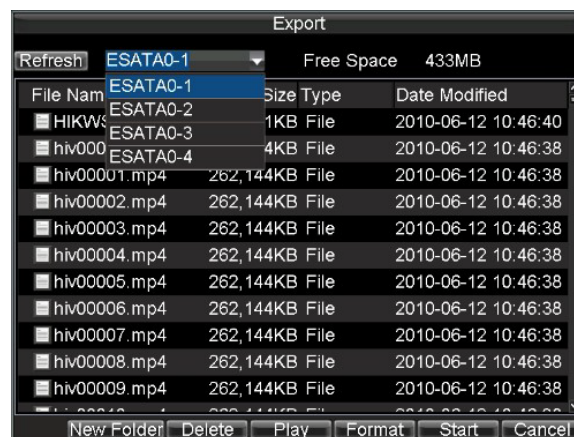 Export
Refresh ESATA0-1 Free Space 433MB
File Nam Size Type Date Modified
ESATA0-1
ESATA0-2
ESATA0-3
ESATA0-4
HIKWS 1KB File 2010-06-12 10:46:40
hiv000 4KB File 2010-06-12 10:46:38
hiv00001.mp4 262,144KB File 2010-06-12 10:46:38
hiv00002.mp4 262,144KB File 2010-06-12 10:46:38
hiv00003.mp4 262,144KB File 2010-06-12 10:46:38
hiv00004.mp4 262,144KB File 2010-06-12 10:46:38
hiv00005.mp4 262,144KB File 2010-06-12 10:46:38
hiv00006.mp4 262,144KB File 2010-06-12 10:46:38
hiv00007.mp4 262,144KB File 2010-06-12 10:46:38
hiv00008.mp4 262,144KB File 2010-06-12 10:46:38
hiv00009.mp4 262,144KB File 2010-06-12 10:46:38
New Folder Delete Play Format Start Cancel